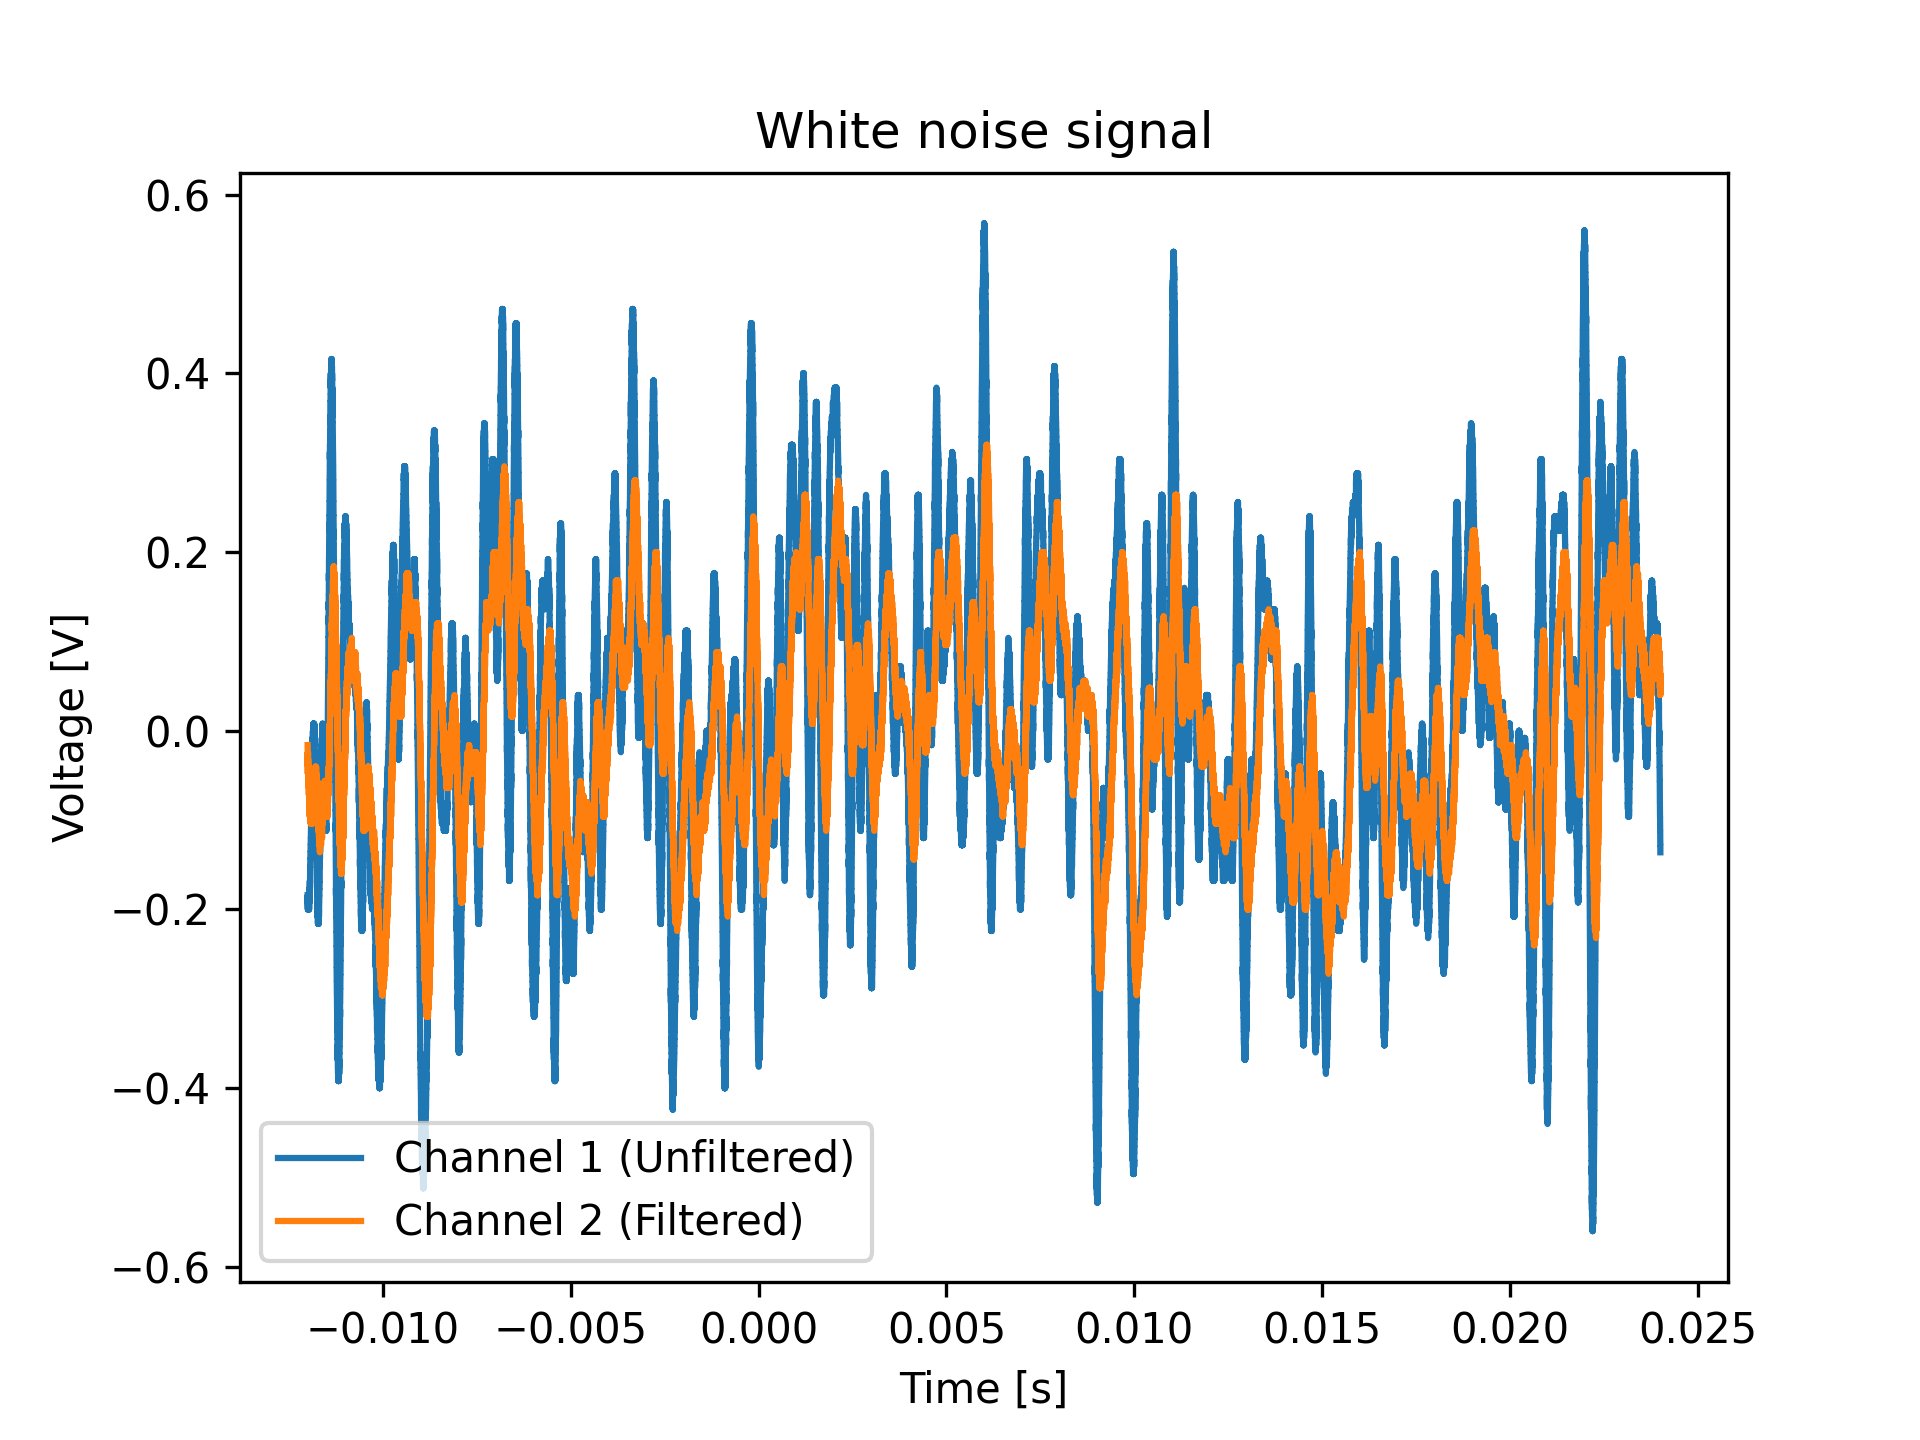 White noise signal
0.6
0.4
0.2
0.0
−0.2
−0.4
−0.6
Voltage [V]
Channel 1 (Unfiltered)
Channel 2 (Filtered)
−0.010 −0.005 0.000 0.005 0.010 0.015 0.020 0.025
Time [s]